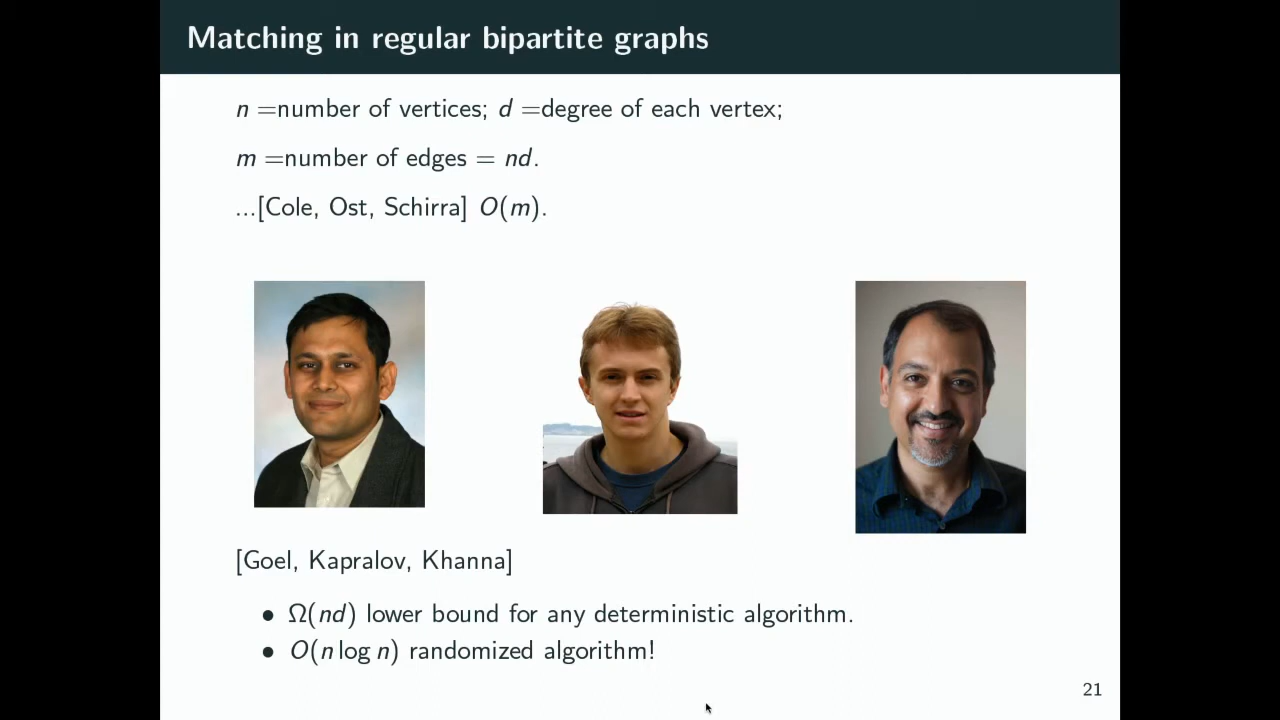 Matching in regular bipartite graphs
n =number of vertices; d =degree of each vertex;
m =number of edges = nd.
...[Cole, Ost, Schirra] O(m).
[Goel, Kapralov, Khanna]
• Ω(nd) lower bound for any deterministic algorithm.
• O(n log n) randomized algorithm!
21